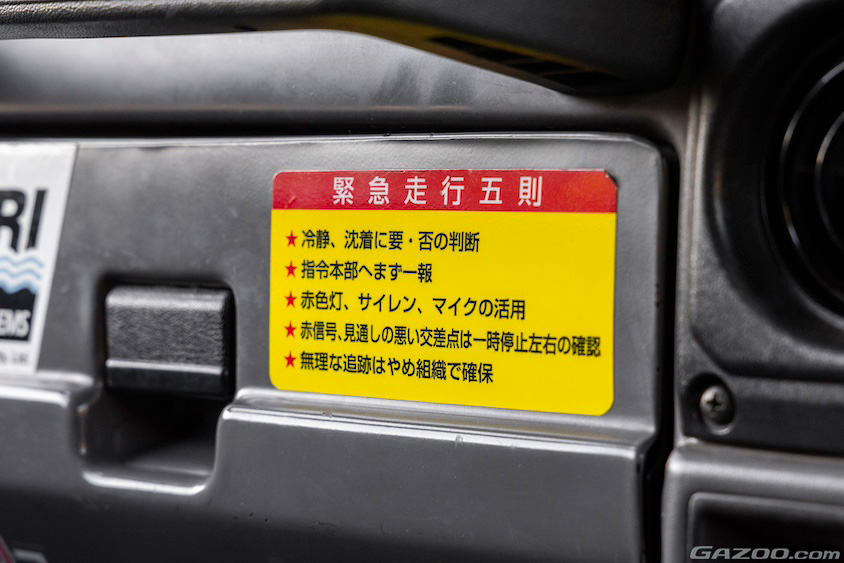 緊急走行五則
★冷静、沈着に要・否の判断
★指令本部へまず一報
★赤色灯、サイレン、マイクの活用
★赤信号、見通しの悪い交差点は一時停止左右の確認
★無理な追跡はやめ組織で確保
RI
EMS
GAZOO.com